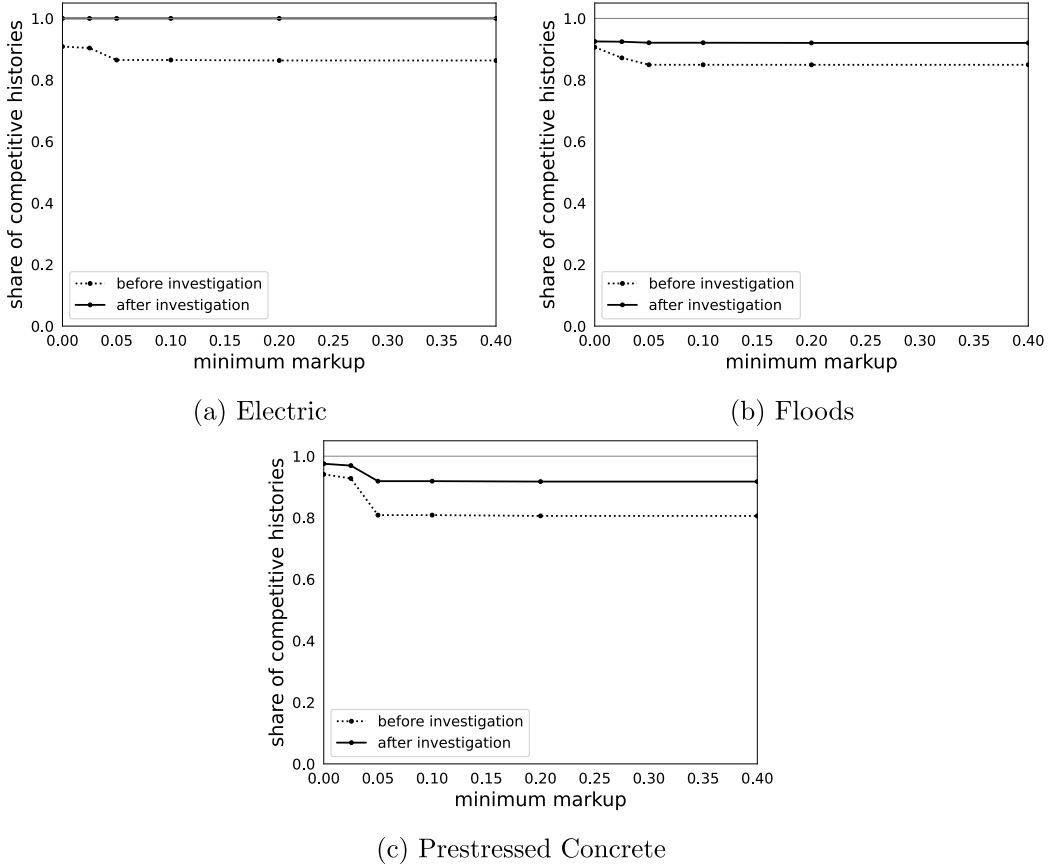 share of competitive histories
1.0
0.8
0.6
0.4
0.2
0.0
before investigation
after investigation
0.00 0.05 0.10 0.15 0.20 0.25 0.30 0.35 0.40
minimum markup
(a) Electric
share of competitive histories
1.0
0.8
0.6
0.4
0.2
0.0
before investigation
after investigation
0.00 0.05 0.10 0.15 0.20 0.25 0.30 0.35 0.40
minimum markup
(b) Floods
share of competitive histories
1.0
0.8
0.6
0.4
0.2
0.0
before investigation
after investigation
0.00 0.05 0.10 0.15 0.20 0.25 0.30 0.35 0.40
minimum markup
(c) Prestressed Concrete